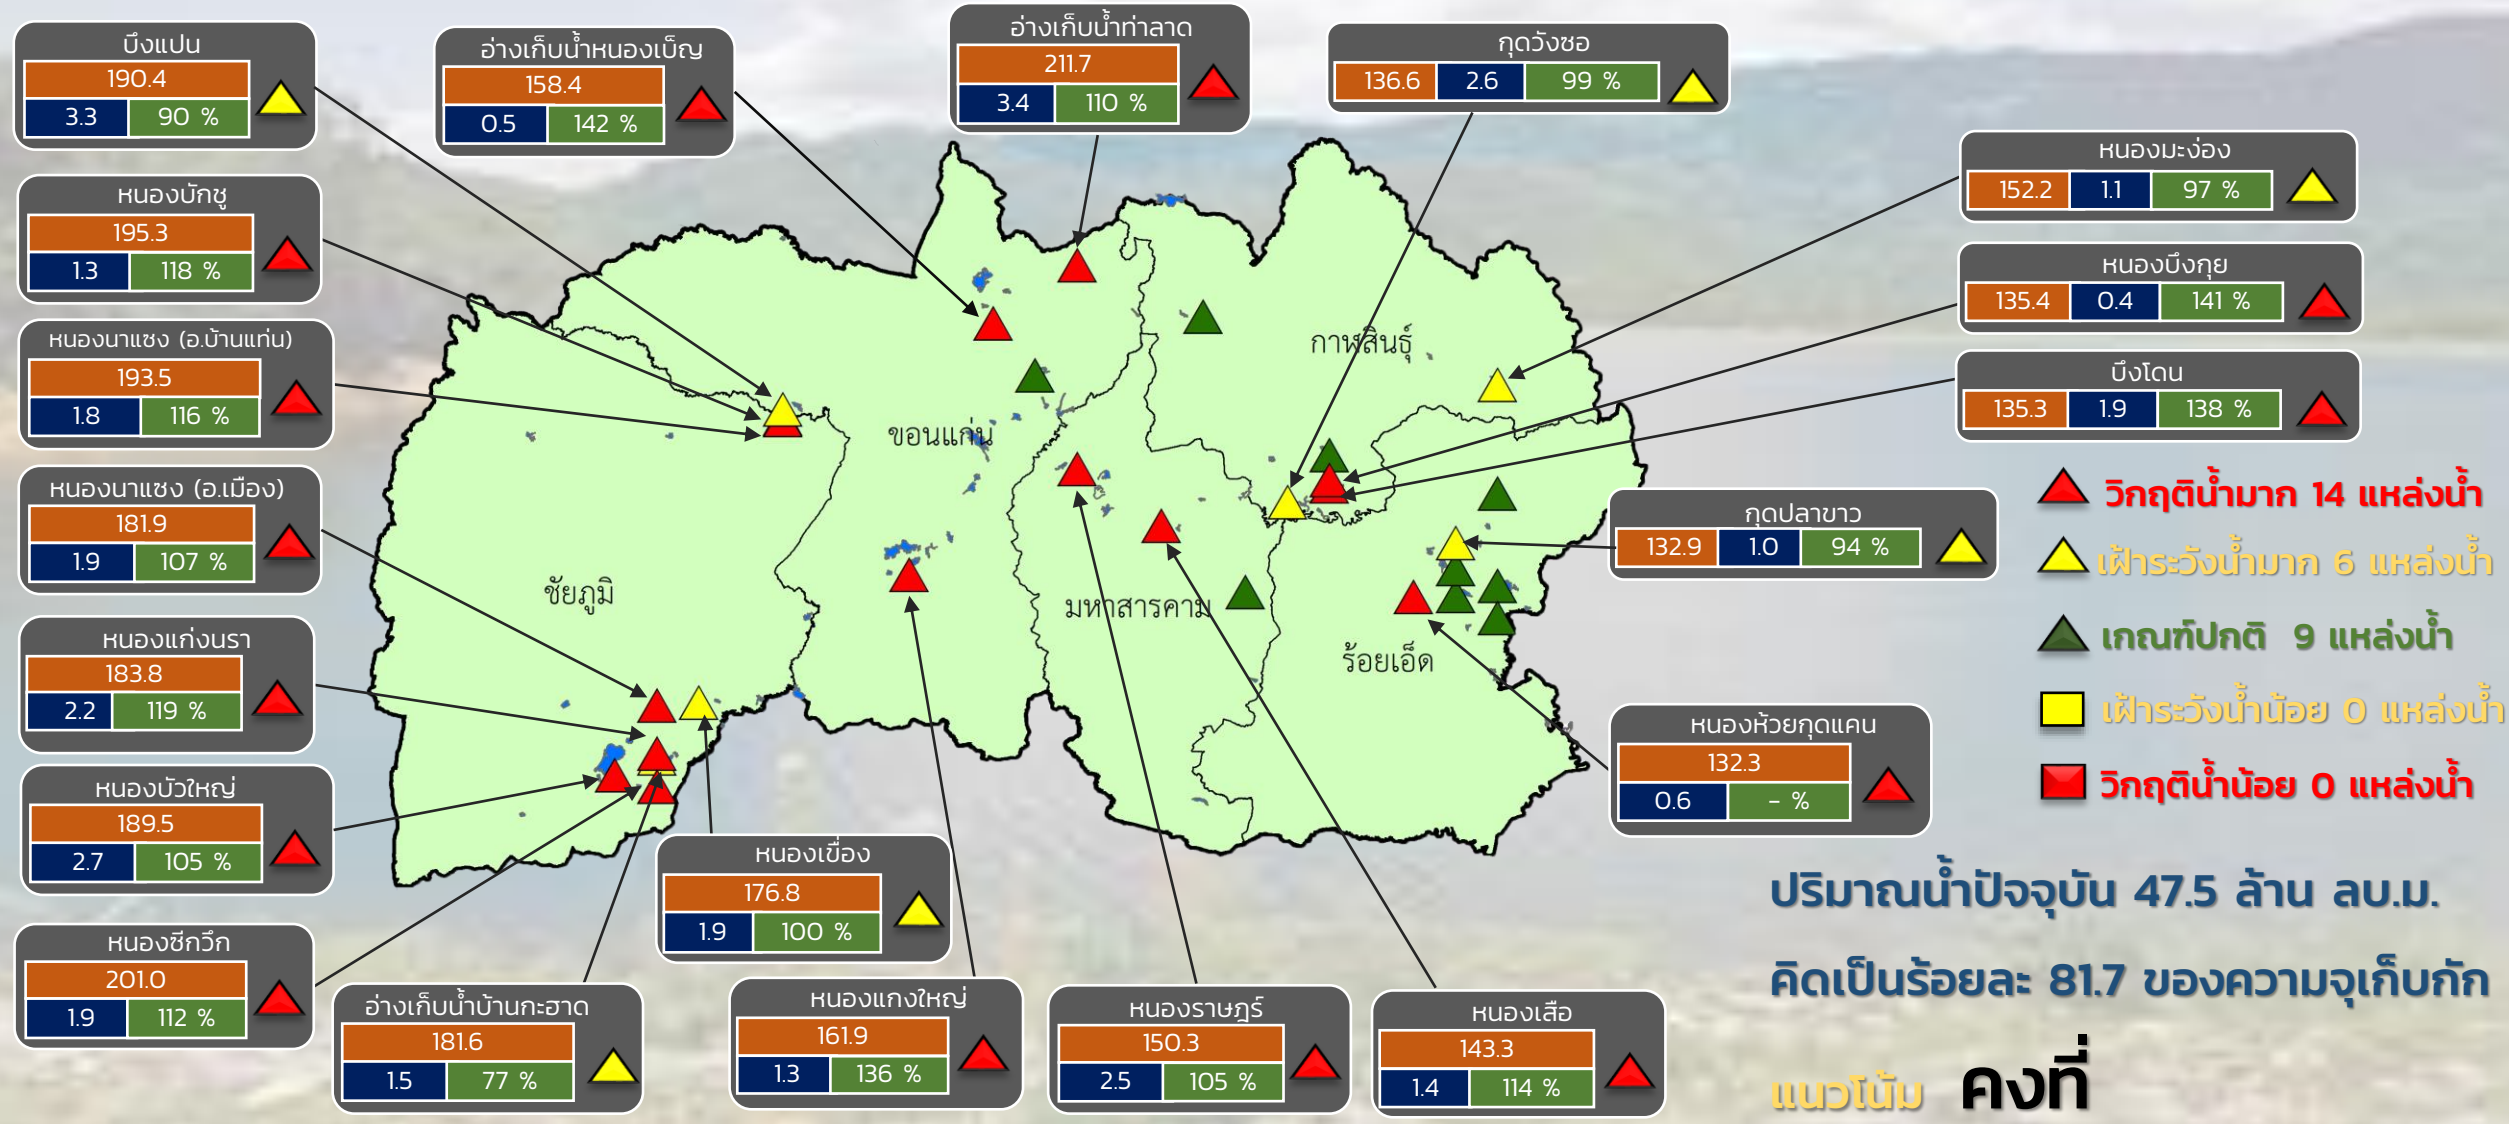 บึงแปน
190.4
3.3 90 %
อ่างเก็บน้ำหนองเบ็ญ
158.4
0.5 142 %
อ่างเก็บน้ำท่าลาด
211.7
3.4 110 %
กุดวังซอ
136.6 2.6 99 %
หนองมะง่อง
152.2 1.1 97 %
หนองบึงกุย
135.4 0.4 141 %
บึงโดน
135.3 1.9 138 %
หนองบักชู
195.3
1.3 118 %
หนองนาแซง (อ.บ้านแท่น)
193.5
1.8 116 %
หนองนาแซง (อ.เมือง)
181.9
1.9 107 %
หนองแก่งนรา
183.8
2.2 119 %
หนองบัวใหญ่
189.5
2.7 105 %
หนองซีกวึก
201.0
1.9 112 %
อ่างเก็บน้ำบ้านกะฮาด
181.6
1.5 77 %
หนองเขื่อง
176.8
1.9 100 %
หนองแกงใหญ่
161.9
1.3 136 %
หนองราษฎร์
150.3
2.5 105 %
หนองเสือ
143.3
1.4 114 %
กุดปลาขาว
132.9 1.0 94 %
หนองห้วยกุดแคน
132.3
0.6 - %
กาฬสินธุ์
ขอนแก่น
ชัยภูมิ
มหาสารคาม
ร้อยเอ็ด
วิกฤติน้ำมาก 14 แหล่งน้ำ
เฝ้าระวังน้ำมาก 6 แหล่งน้ำ
เกณฑ์ปกติ 9 แหล่งน้ำ
เฝ้าระวังน้ำน้อย 0 แหล่งน้ำ
วิกฤติน้ำน้อย 0 แหล่งน้ำ
ปริมาณน้ำปัจจุบัน 47.5 ล้าน ลบ.ม.
คิดเป็นร้อยละ 81.7 ของความจุเก็บกัก
แนวโน้ม คงที่